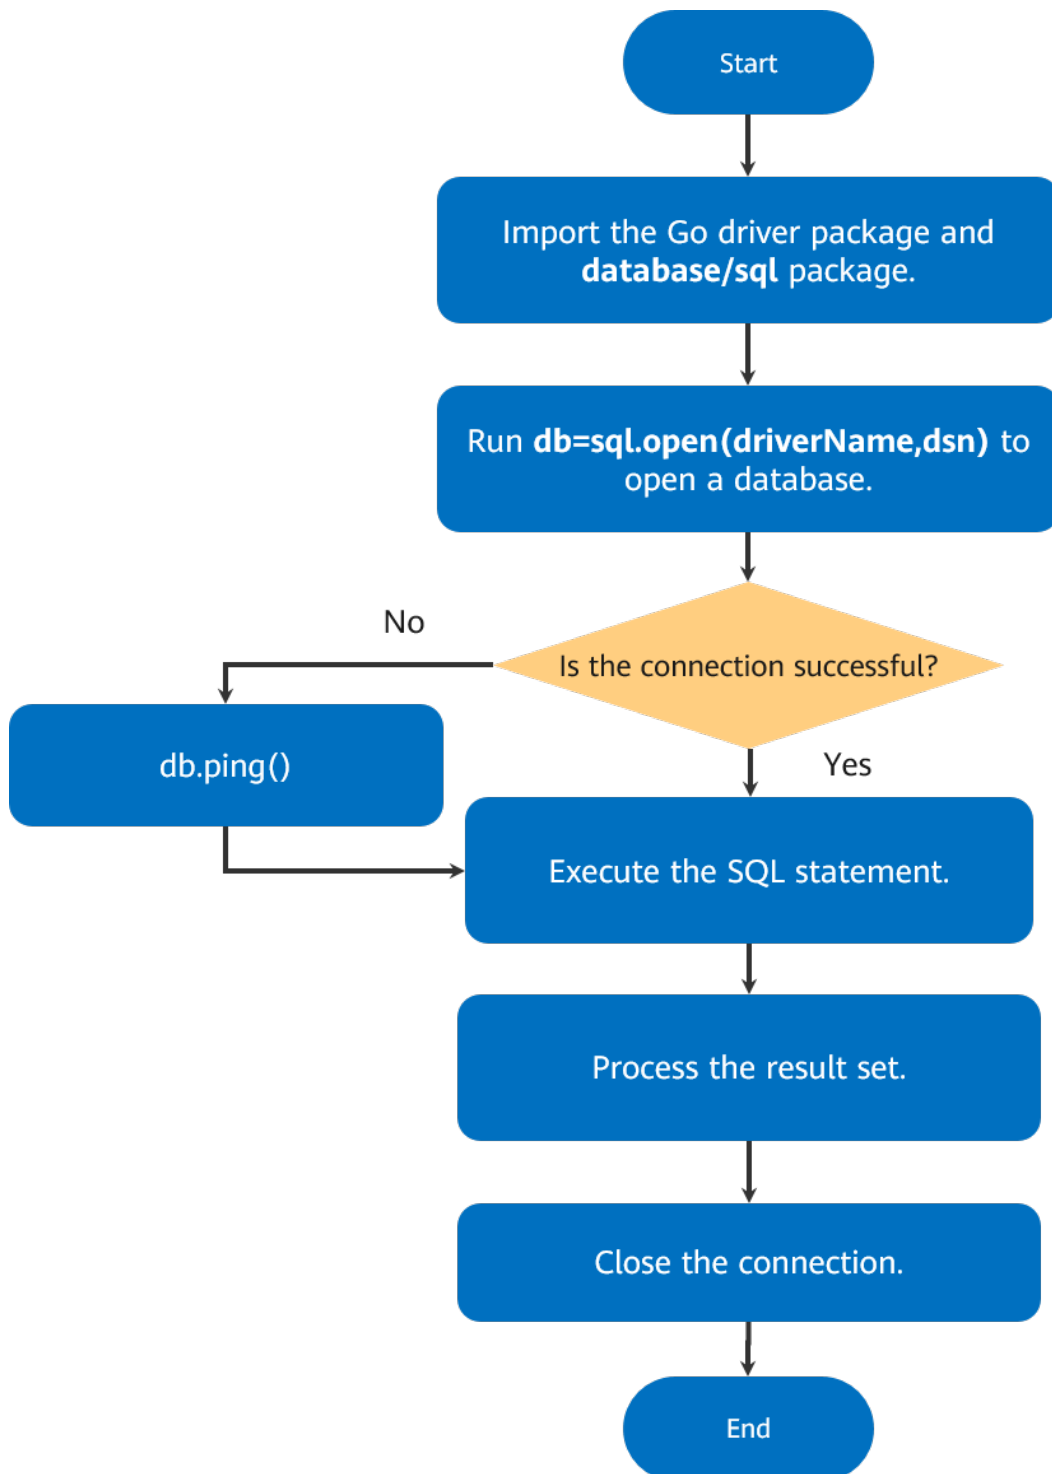 Start
Import the Go driver package and
database/sql package.
Run db=sql.open(driverName,dsn) to
open a database.
No
Is the connection successful?
db.ping()
Yes
Execute the SQL statement.
Process the result set.
Close the connection.
End